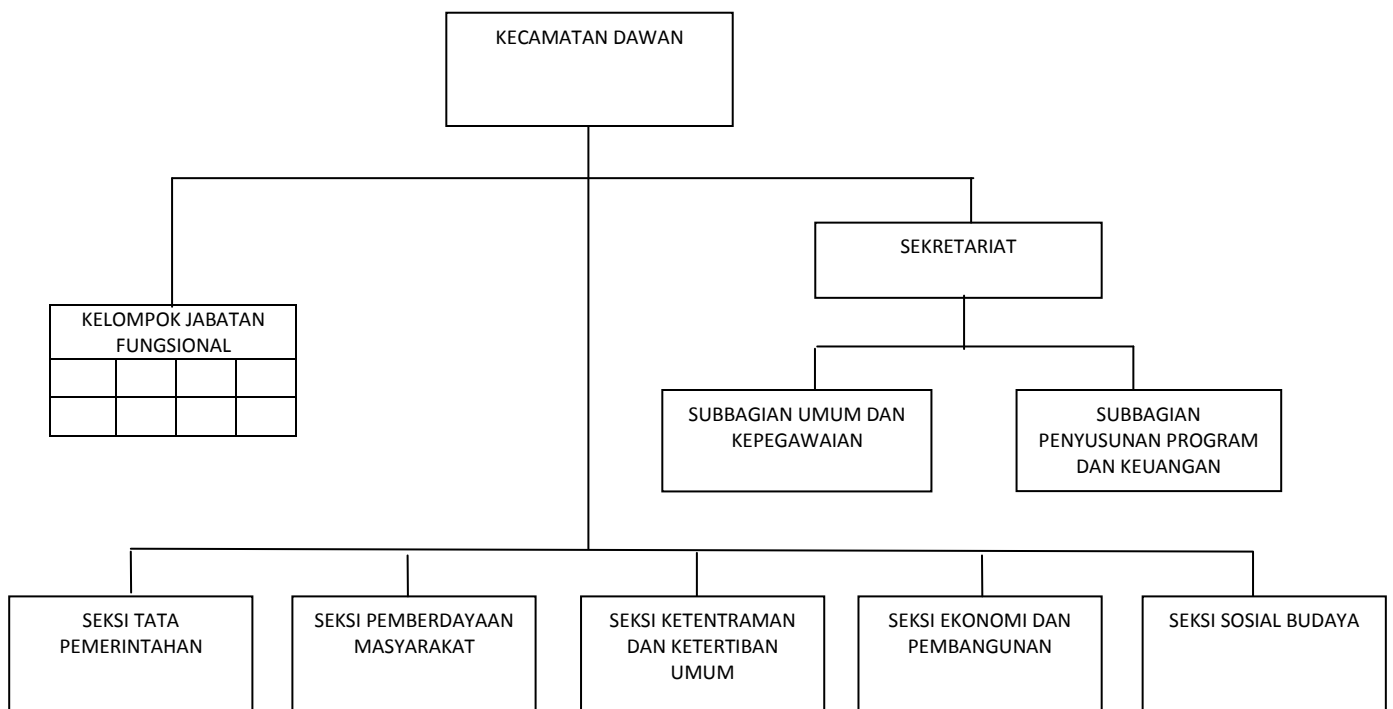 KECAMATAN DAWAN
SEKRETARIAT
KELOMPOK JABATAN
FUNGSIONAL
SUBBAGIAN UMUM DAN
KEPEGAWAIAN
SUBBAGIAN
PENYUSUNAN PROGRAM
DAN KEUANGAN
SEKSI TATA
PEMERINTAHAN
SEKSI PEMBERDAYAAN
MASYARAKAT
SEKSI KETENTRAMAN
DAN KETERTIBAN
UMUM
SEKSI EKONOMI DAN
PEMBANGUNAN
SEKSI SOSIAL BUDAYA